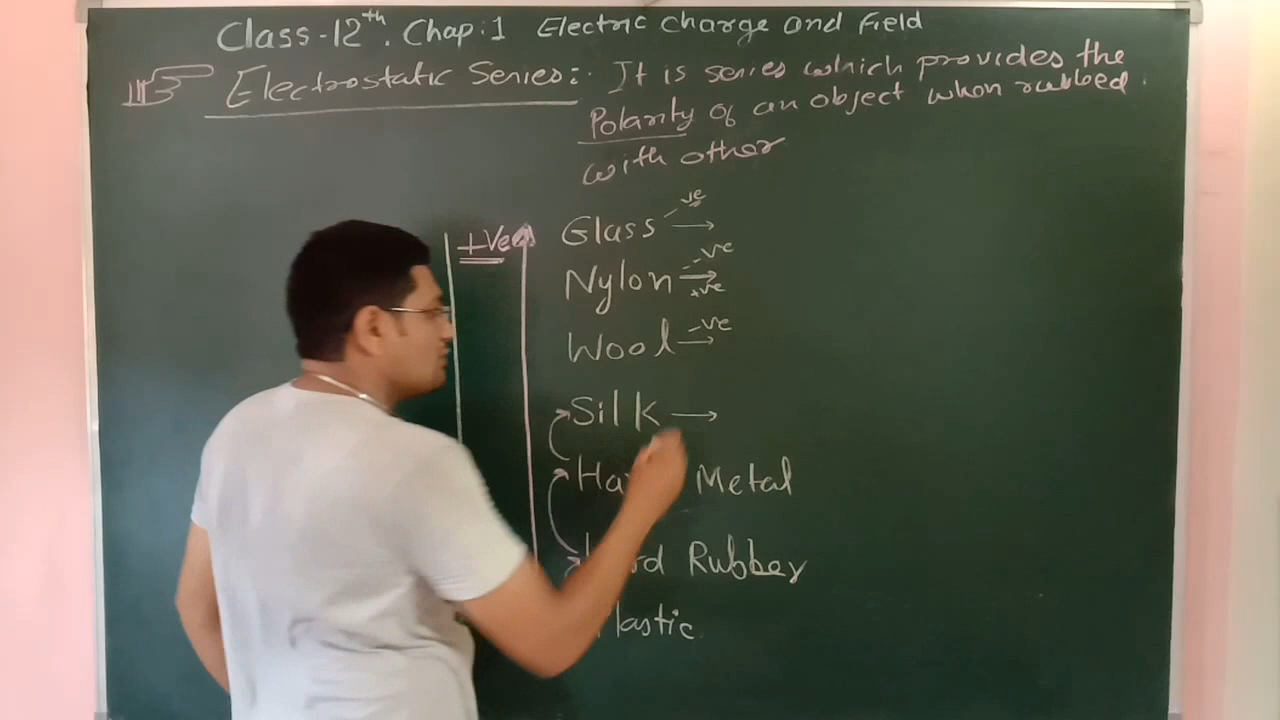 Class-12th. Chap:1 Electric Charge and Field
Electrostatic Series:- It is series which provides the
Polarity of an object when rubbed
with other
+ve
Glass → -ve
Nylon → -ve +ve
Wool → -ve
Silk →
Metal
Rubber
Plastic